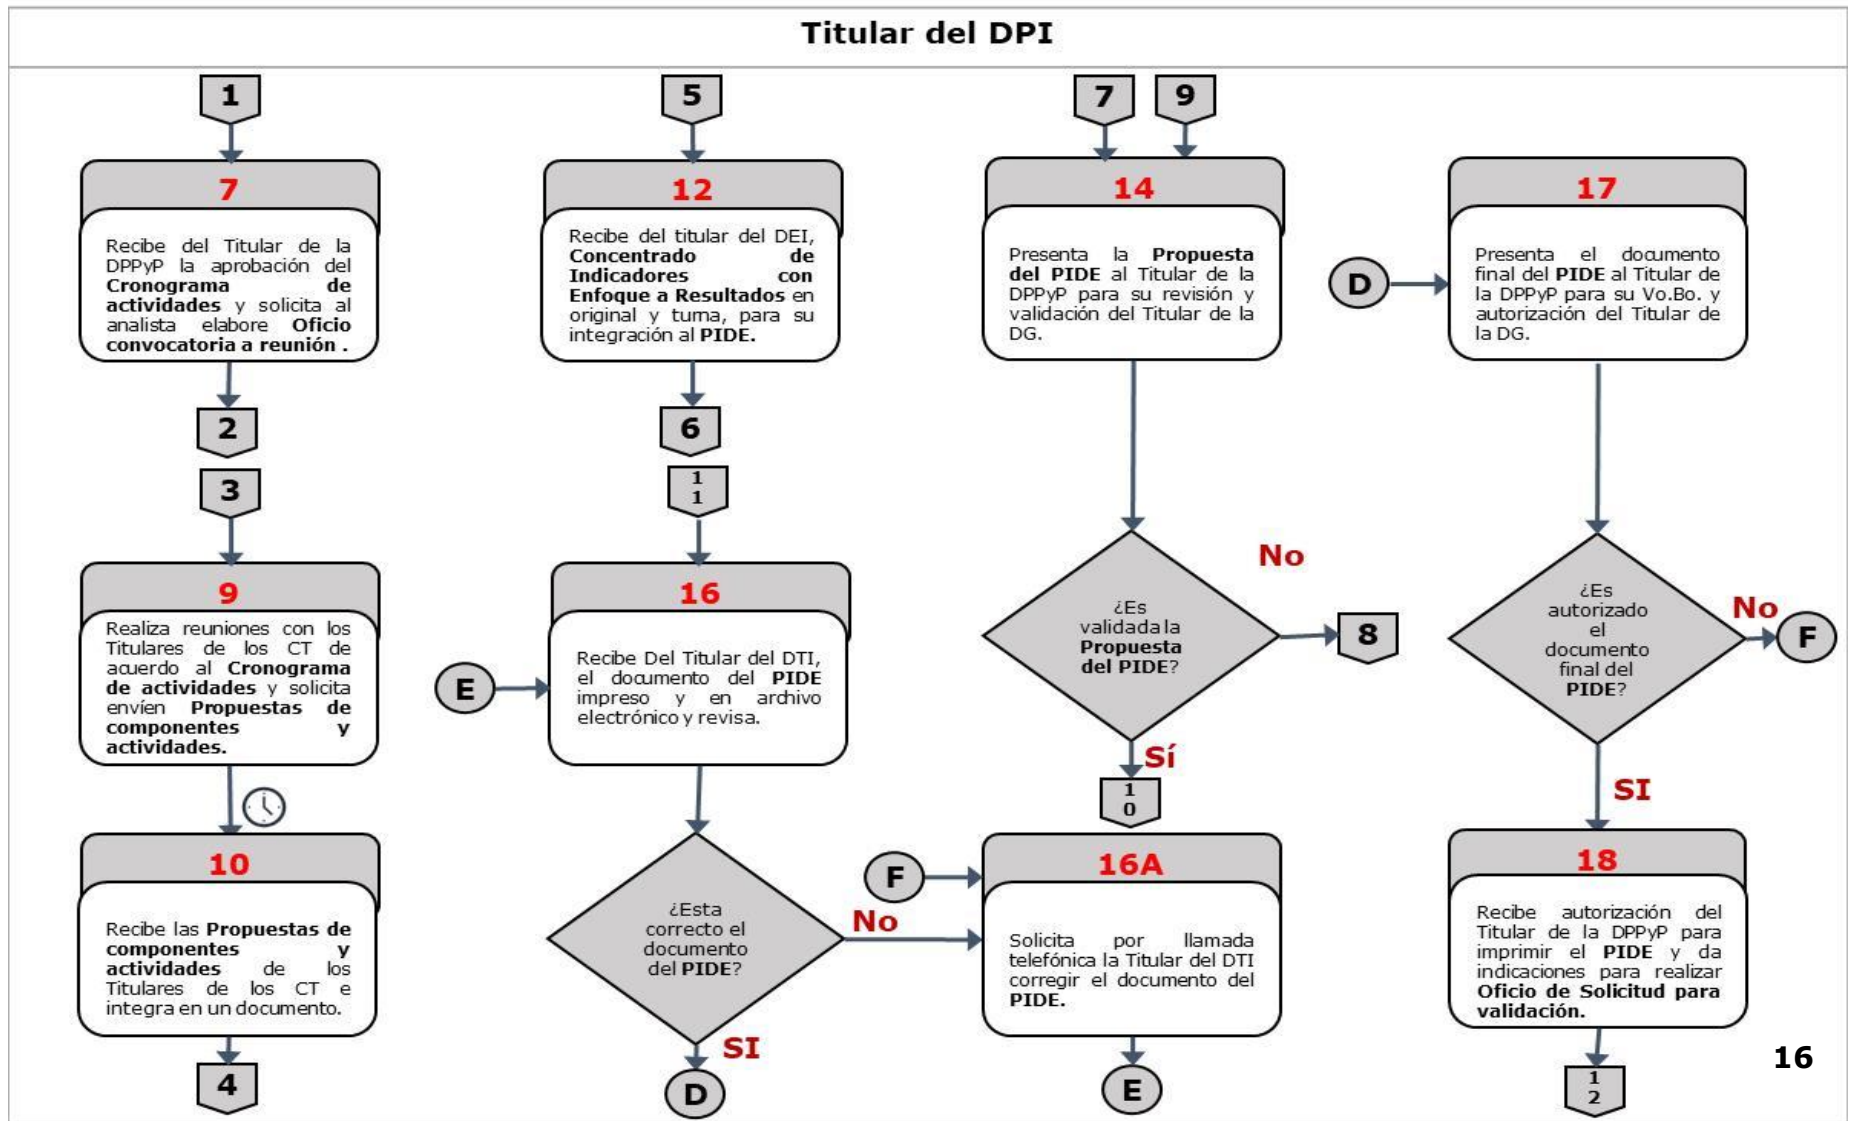 Titular del DPI
1
7
Recibe del Titular de la
DPPyP la aprobación del
Cronograma de
actividades y solicita al
analista elabore Oficio
convocatoria a reunión .
2
3
9
Realiza reuniones con los
Titulares de los CT de
acuerdo al Cronograma
de actividades y solicita
envíen Propuestas de
componentes y
actividades.
10
Recibe las Propuestas de
componentes y
actividades de los
Titulares de los CT e
integra en un documento.
4
5
12
Recibe del titular del DEI,
Concentrado de
Indicadores con
Enfoque a Resultados en
original y turna, para su
integración al PIDE.
6
1
1
16
E
Recibe Del Titular del DTI,
el documento del PIDE
impreso y en archivo
electrónico y revisa.
¿Esta
correcto el
documento
del PIDE?
No
SI
D
7
9
14
Presenta la Propuesta
del PIDE al Titular de la
DPPyP para su revisión y
validación del Titular de la
DG.
¿Es
validada la
Propuesta
del PIDE?
No
8
Sí
1
0
F
16A
Solicita por llamada
telefónica la Titular del DTI
corregir el documento del
PIDE.
E
17
D
Presenta el documento
final del PIDE al Titular de
la DPPyP para su Vo.Bo. y
autorización del Titular de
la DG.
¿Es
autorizado
el
documento
final del
PIDE?
No
F
SI
18
Recibe autorización del
Titular de la DPPyP para
imprimir el PIDE y da
indicaciones para realizar
Oficio de Solicitud para
validación.
1
2
16